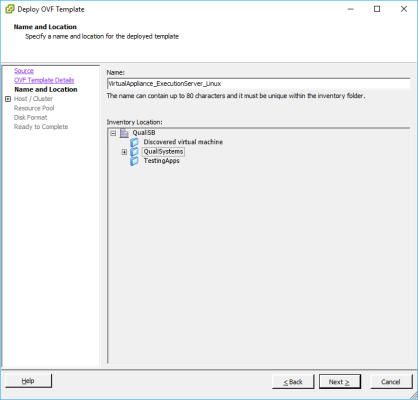 Deploy OVF Template
Name and Location
Specify a name and location for the deployed template
Source
OVF Template Details
Name and Location
Host / Cluster
Resource Pool
Disk Format
Ready to Complete
Name:
VirtualAppliance_ExecutionServer_Linux
The name can contain up to 80 characters and it must be unique within the inventory folder.
Inventory Location:
QualiSB
Discovered virtual machine
QualiSystems
TestingApps
Help
< Back
Next >
Cancel